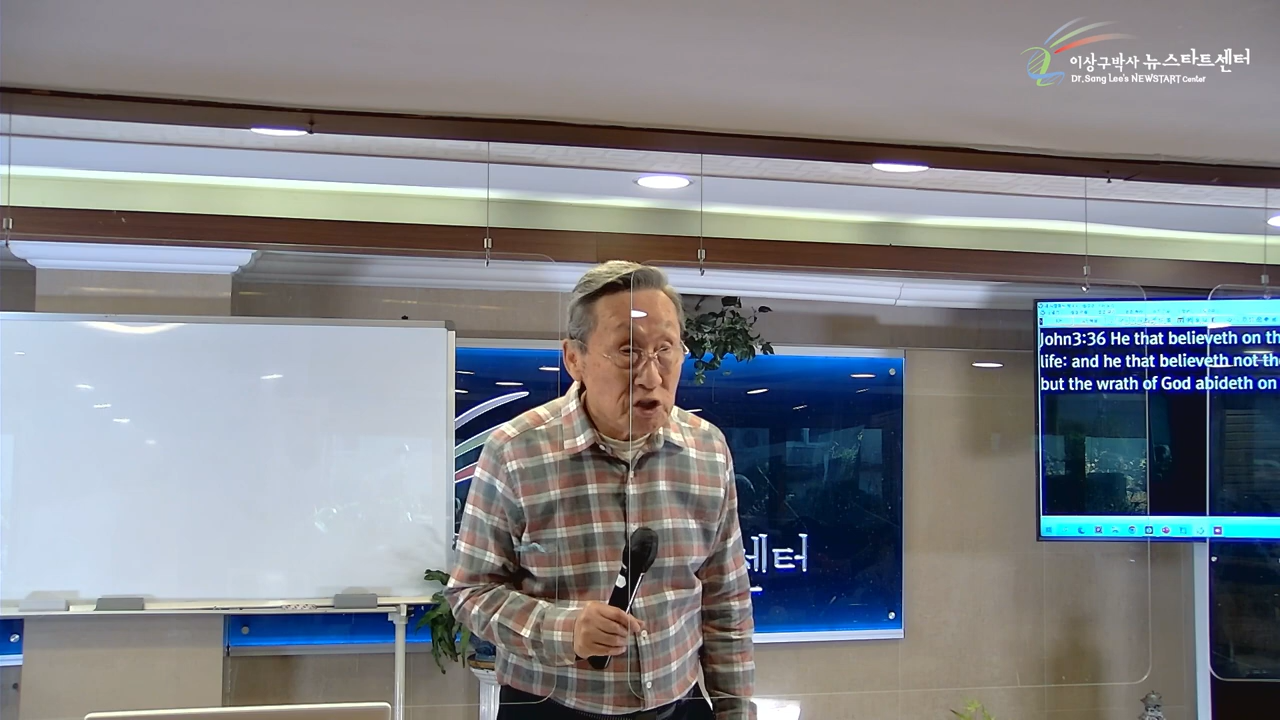 이상구박사 뉴스타트센터
Dr. Sang Lee's NEWSTART Center
John3:36 He that believeth on th
life: and he that believeth not the
but the wrath of God abideth on
센터